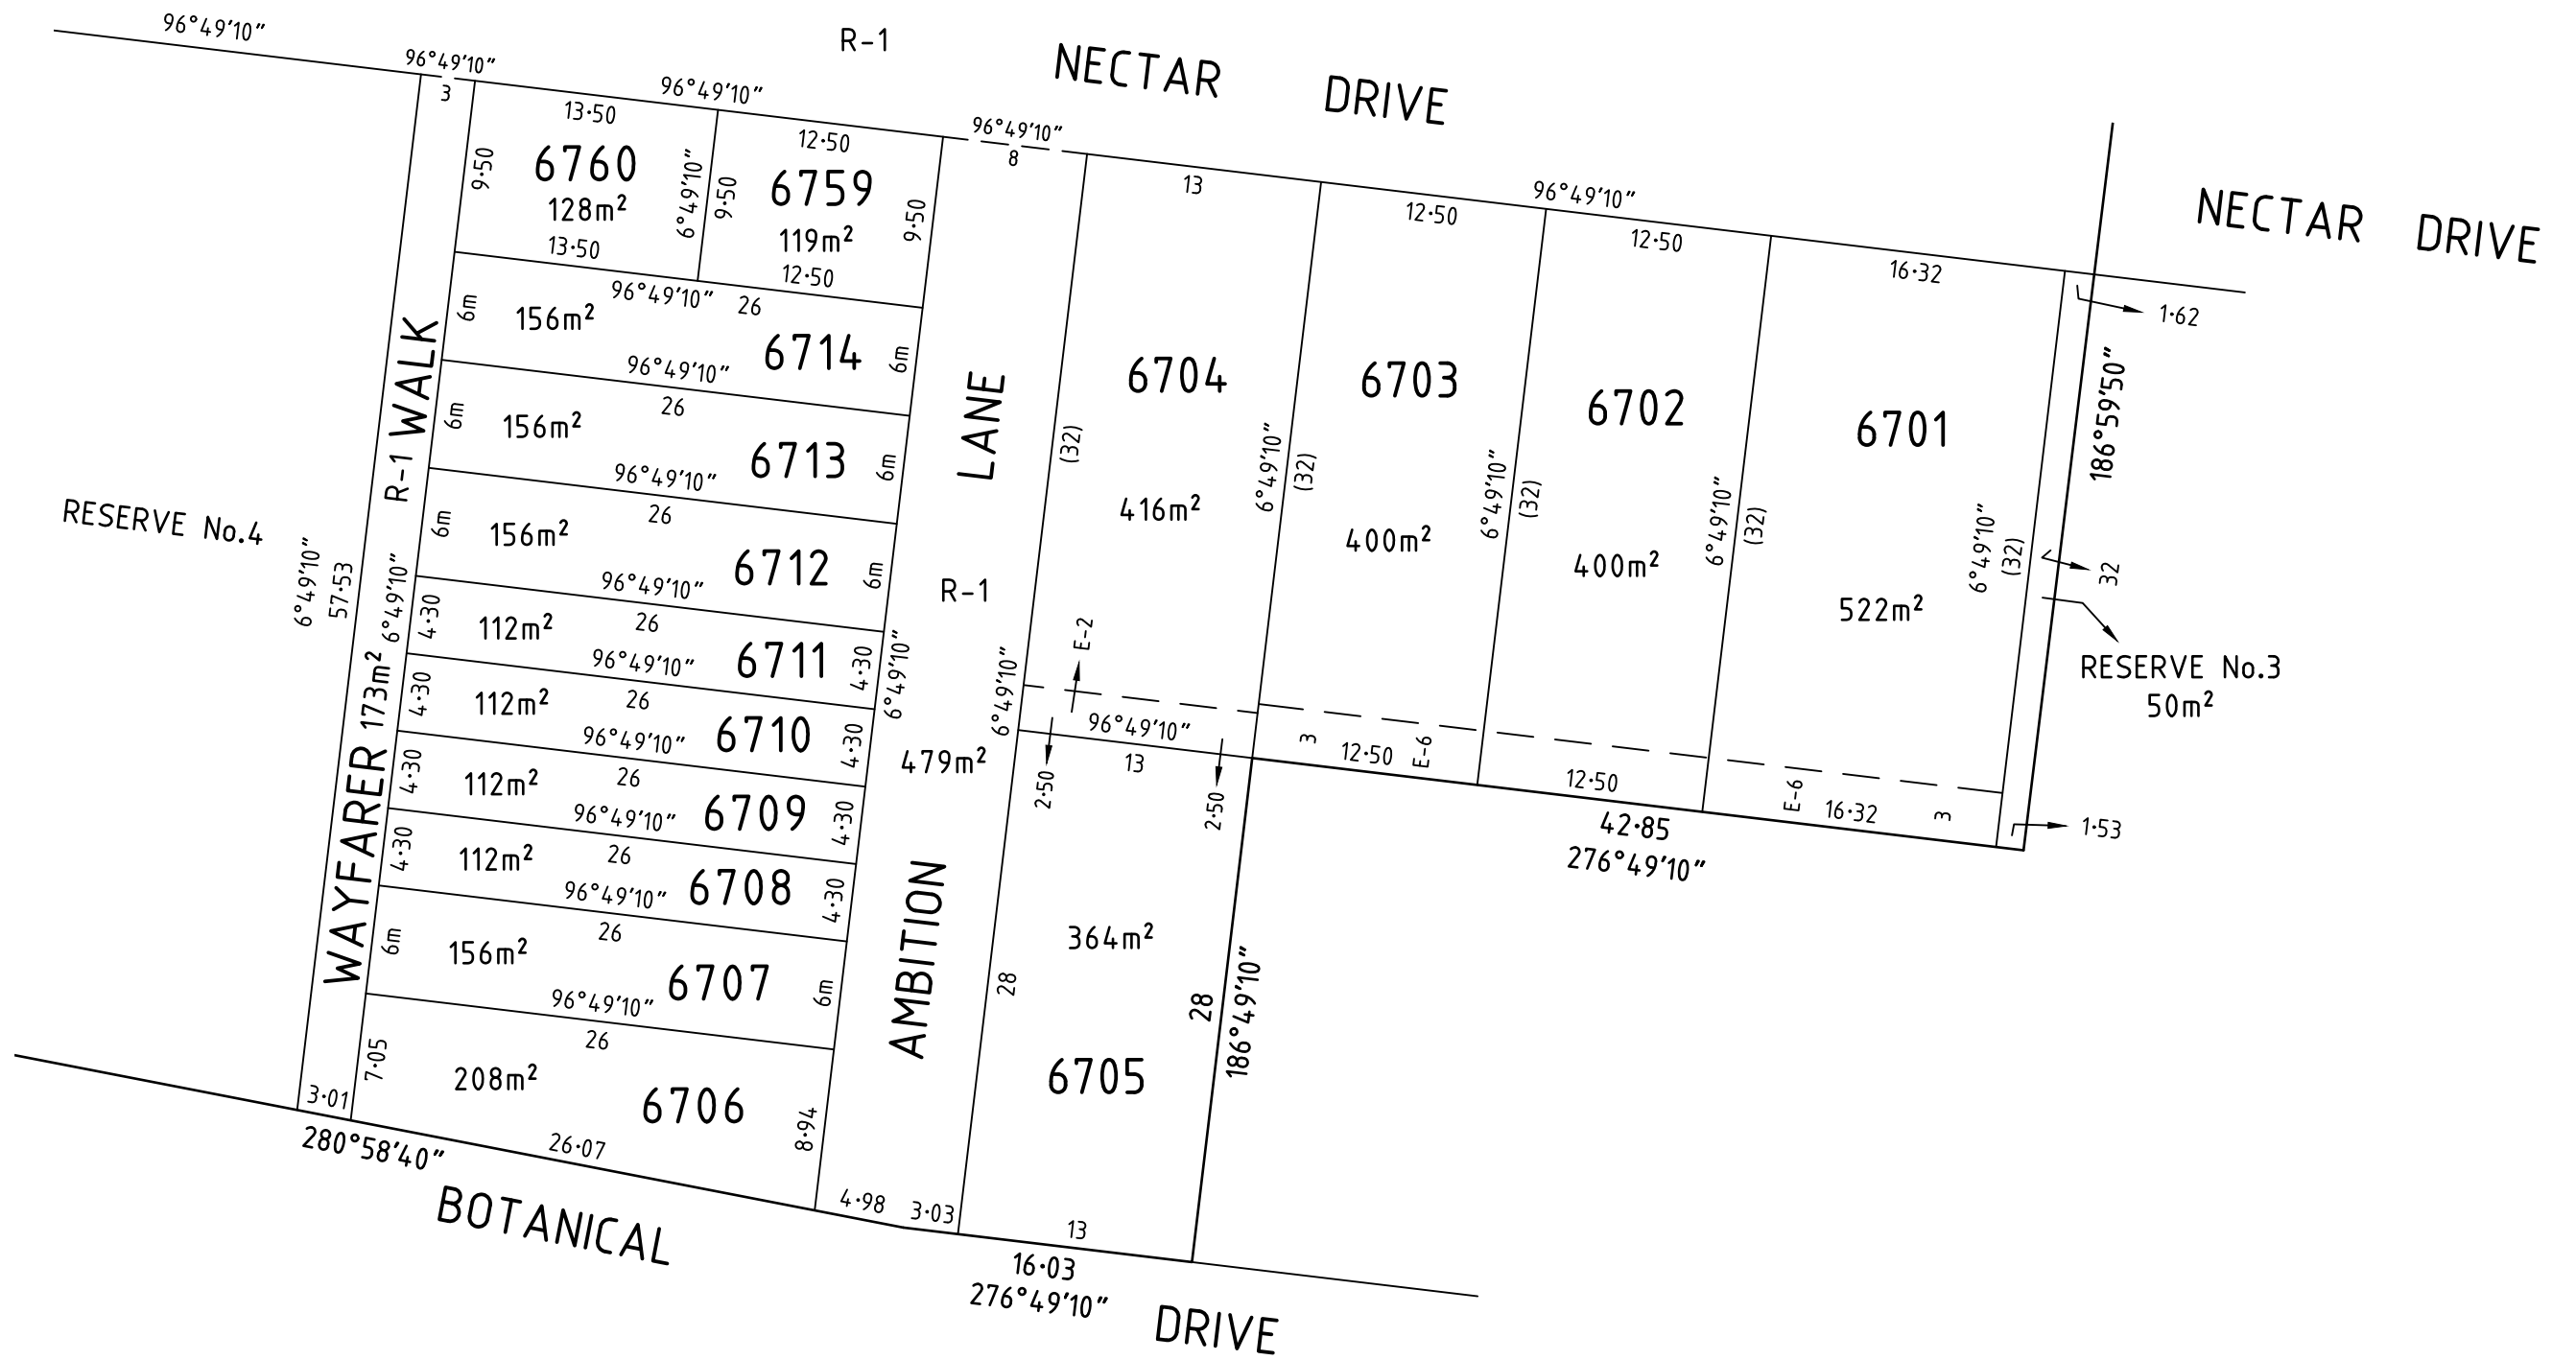 96°49'10"
96°49'10"
3
96°49'10"
R-1
NECTAR DRIVE
96°49'10"
8
96°49'10"
NECTAR DRIVE
13·50
9·50
6760
128m²
6°49'10"
13·50
12·50
9·50
6759
9·50
119m²
12·50
96°49'10"
26
6m
156m²
6714
6m
96°49'10"
26
6m
156m²
6713
6m
96°49'10"
26
6m
156m²
6712
6m
96°49'10"
26
4·30
112m²
6711
4·30
96°49'10"
26
4·30
112m²
6710
4·30
96°49'10"
26
4·30
112m²
6709
4·30
96°49'10"
26
4·30
112m²
6708
4·30
96°49'10"
26
6m
156m²
6707
6m
96°49'10"
26
7·05
208m²
6706
8·94
26·07
RESERVE No.4
6°49'10"
57·53
6°49'10"
WAYFARER 173m²
R-1 WALK
3·01
280°58'40"
BOTANICAL DRIVE
LANE
R-1
6°49'10"
6°49'10"
479m²
AMBITION
4·98
3·03
13
(32)
6704
416m²
6°49'10"
E-2
96°49'10"
13
2·50
2·50
364m²
28
6705
28
186°49'10"
13
16·03
276°49'10"
12·50
(32)
6703
400m²
6°49'10"
3
12·50
E-6
12·50
(32)
6702
400m²
6°49'10"
12·50
16·32
(32)
6701
522m²
6°49'10"
(32)
E-6
16·32
3
42·85
276°49'10"
1·62
186°59'50"
32
RESERVE No.3
50m²
1·53